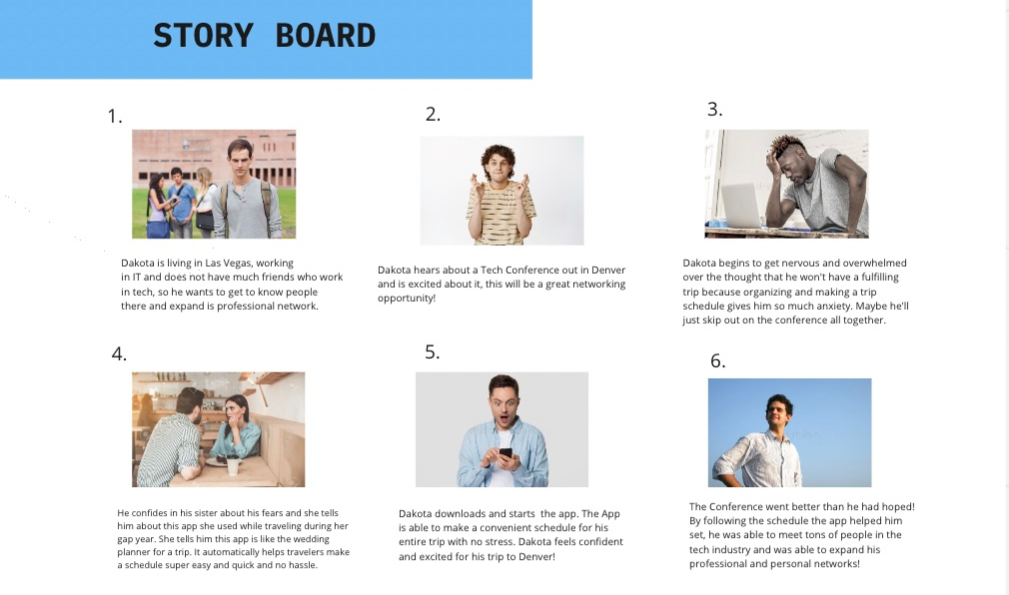 STORY BOARD
1.
Dakota is living in Las Vegas, working
in IT and does not have much friends who work
in tech, so he wants to get to know people
there and expand is professional network.
2.
Dakota hears about a Tech Conference out in Denver
and is excited about it, this will be a great networking
opportunity!
3.
Dakota begins to get nervous and overwhelmed
over the thought that he won't have a fulfilling
trip because organizing and making a trip
schedule gives him so much anxiety. Maybe he'll
just skip out on the conference all together.
4.
He confides in his sister about his fears and she tells
him about this app she used while traveling during her
gap year. She tells him this app is like the wedding
planner for a trip. It automatically helps travelers make
a schedule super easy and quick and no hassle.
5.
Dakota downloads and starts the app. The App
is able to make a convenient schedule for his
entire trip with no stress. Dakota feels confident
and excited for his trip to Denver!
6.
The Conference went better than he had hoped!
By following the schedule the app helped him
set, he was able to meet tons of people in the
tech industry and was able to expand his
professional and personal networks!